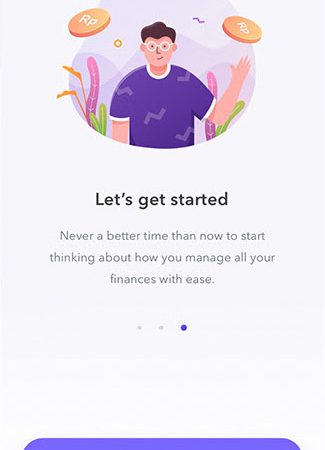 Rp
Rp
Let's get started
Never a better time than now to start
thinking about how you manage all your
finances with ease.